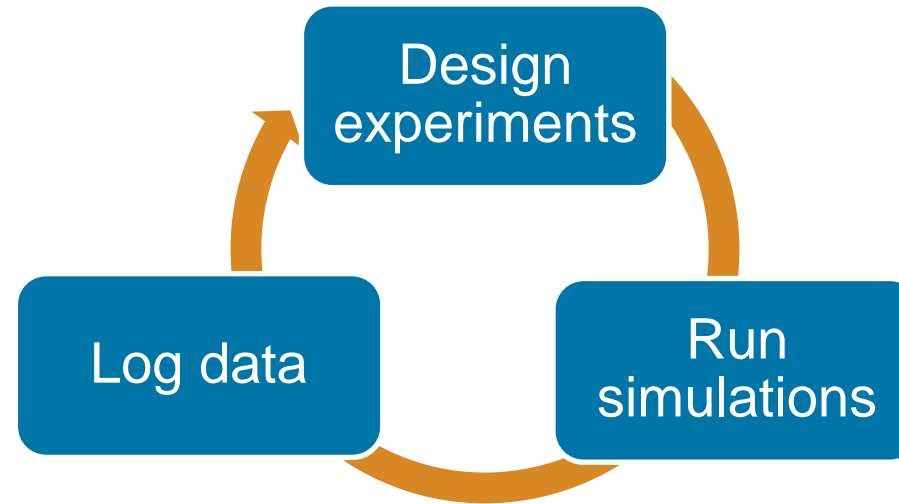 Design
experiments
Run
simulations
Log data